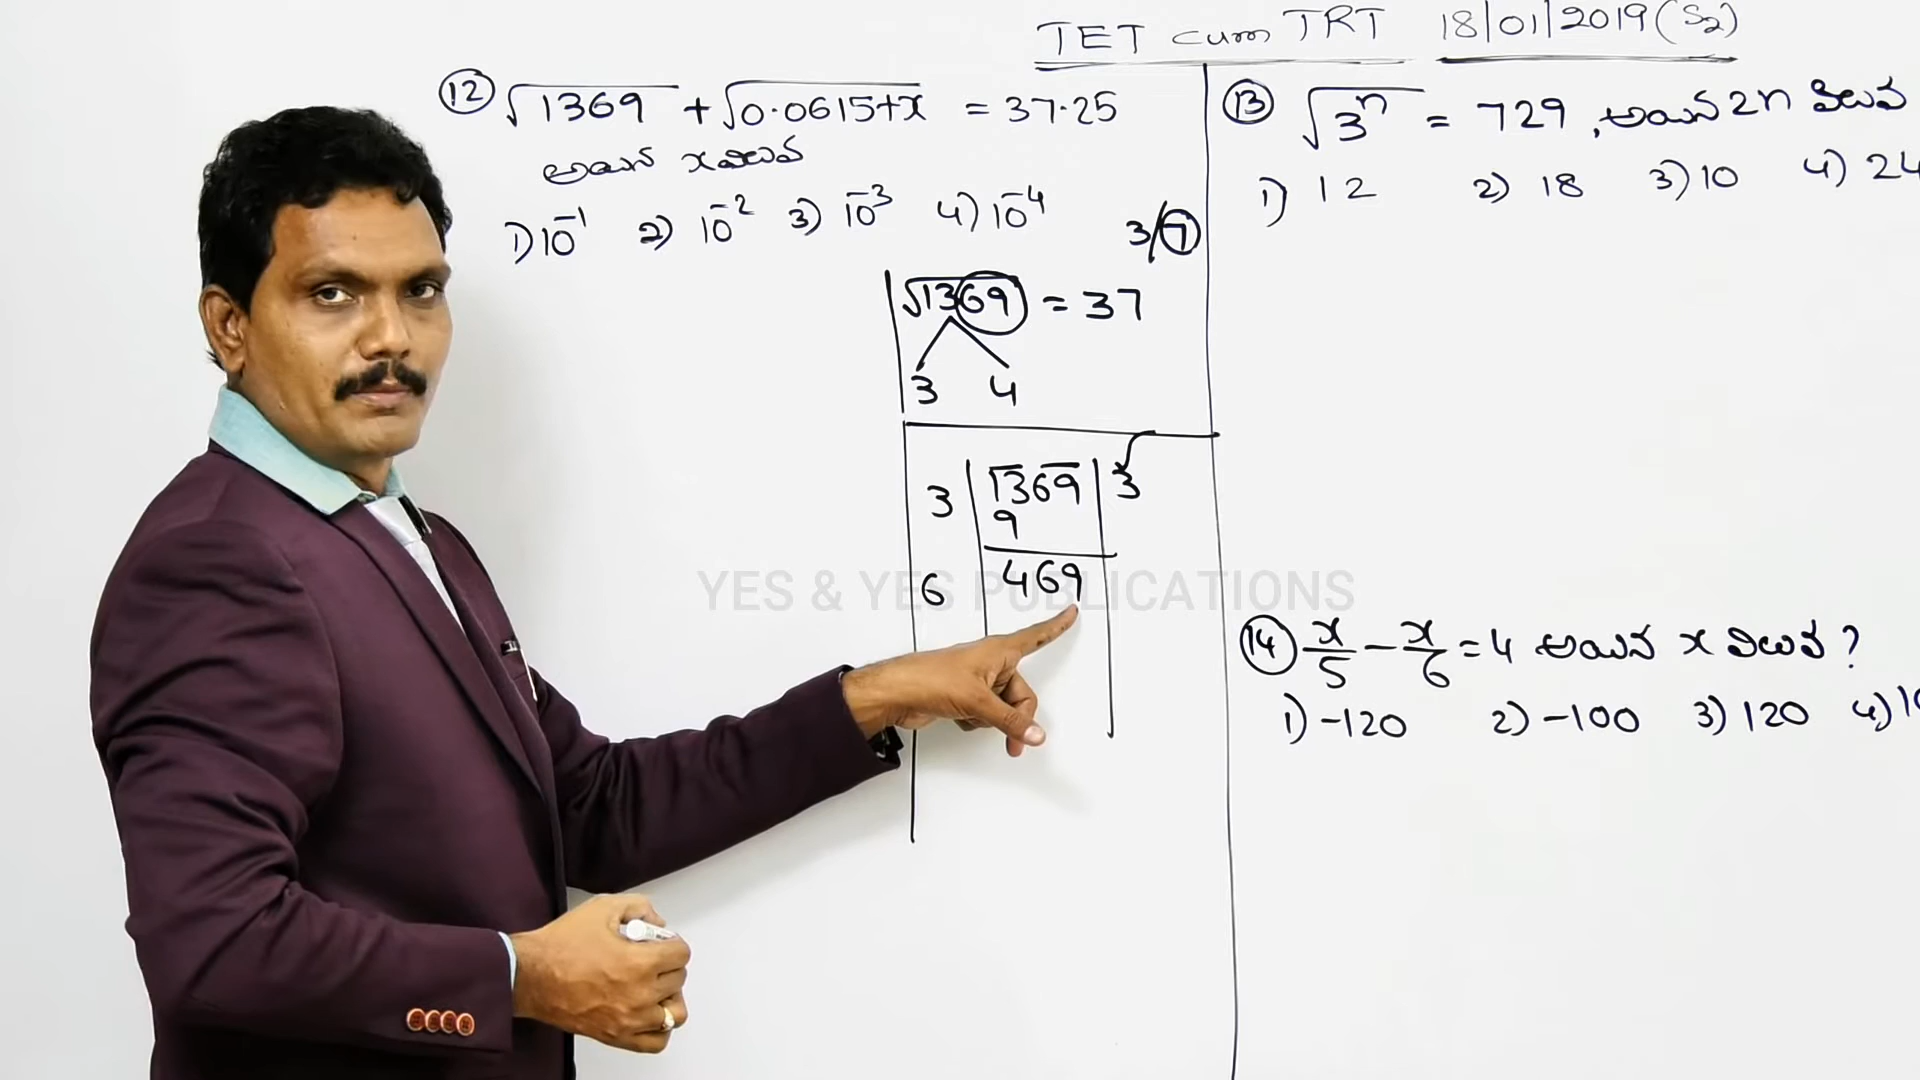 TET cum TRT 18/01/2019 (S2)
12 √1369 + √0.0615+x = 37.25
అయిన x విలువ
1) 10⁻¹ 2) 10⁻² 3) 10⁻³ 4) 10⁻⁴
3/7
√1369 = 37
3 4
3 1369 3
9
6 469
13 √3ⁿ = 729, అయిన 2n విలువ
1) 12 2) 18 3) 10 4) 24
14 x/5 - x/6 = 4 అయిన x విలువ ?
1) -120 2) -100 3) 120 4)
YES & YES PUBLICATIONS